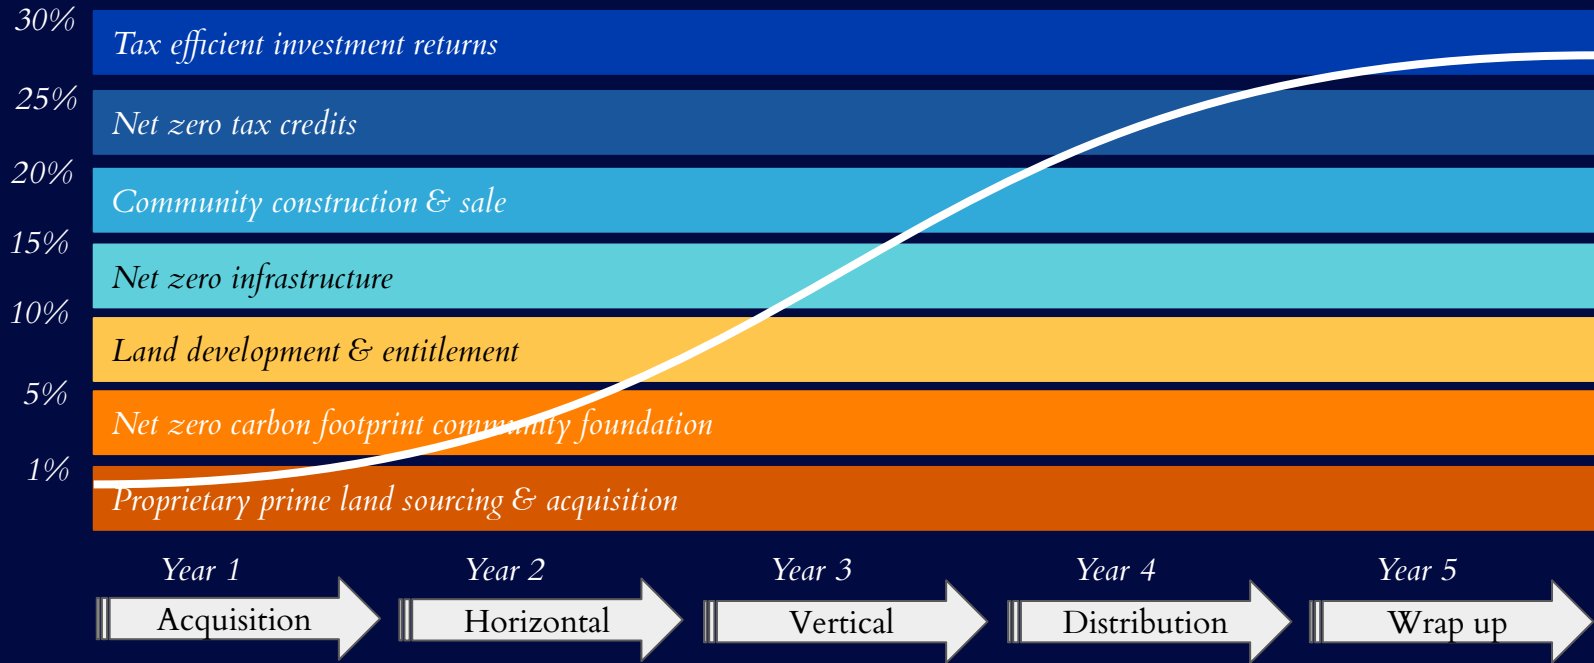 30%
Tax efficient investment returns
25%
Net zero tax credits
20%
Community construction & sale
15%
Net zero infrastructure
10%
Land development & entitlement
5%
Net zero carbon footprint community foundation
1%
Proprietary prime land sourcing & acquisition
Year 1
Year 2
Year 3
Year 4
Year 5
Acquisition
Horizontal
Vertical
Distribution
Wrap up